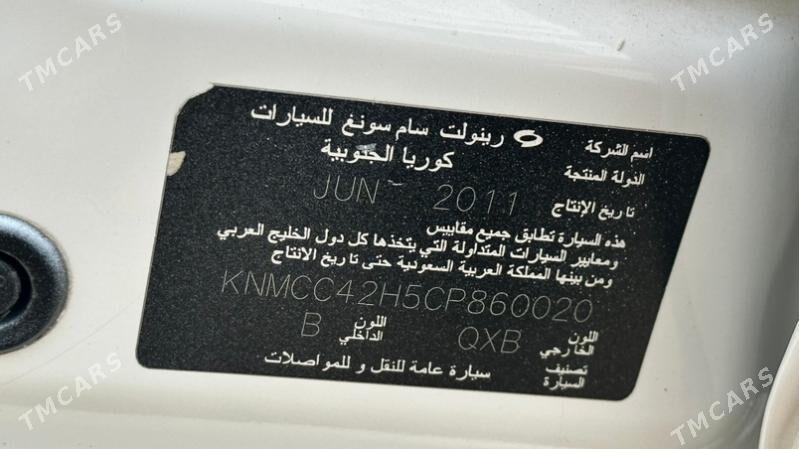 اسم الشركة رينولت سام سونغ للسيارات
الدولة المنتجة كوريا الجنوبية
تاريخ الإنتاج JUN 2011
هذه السيارة تطابق جميع مقاييس
ومعايير السيارات المتداولة التي يتخذها كل دول الخليج العربي
ومن بينها المملكة العربية السعودية حتى تاريخ الانتاج
KNMCC42H5CP860020
اللون الخارجي QXB اللون الداخلي B
تصنيف السيارة سيارة عامة للنقل و للمواصلات
TMCARS
TMCARS
TMCARS
TMCARS